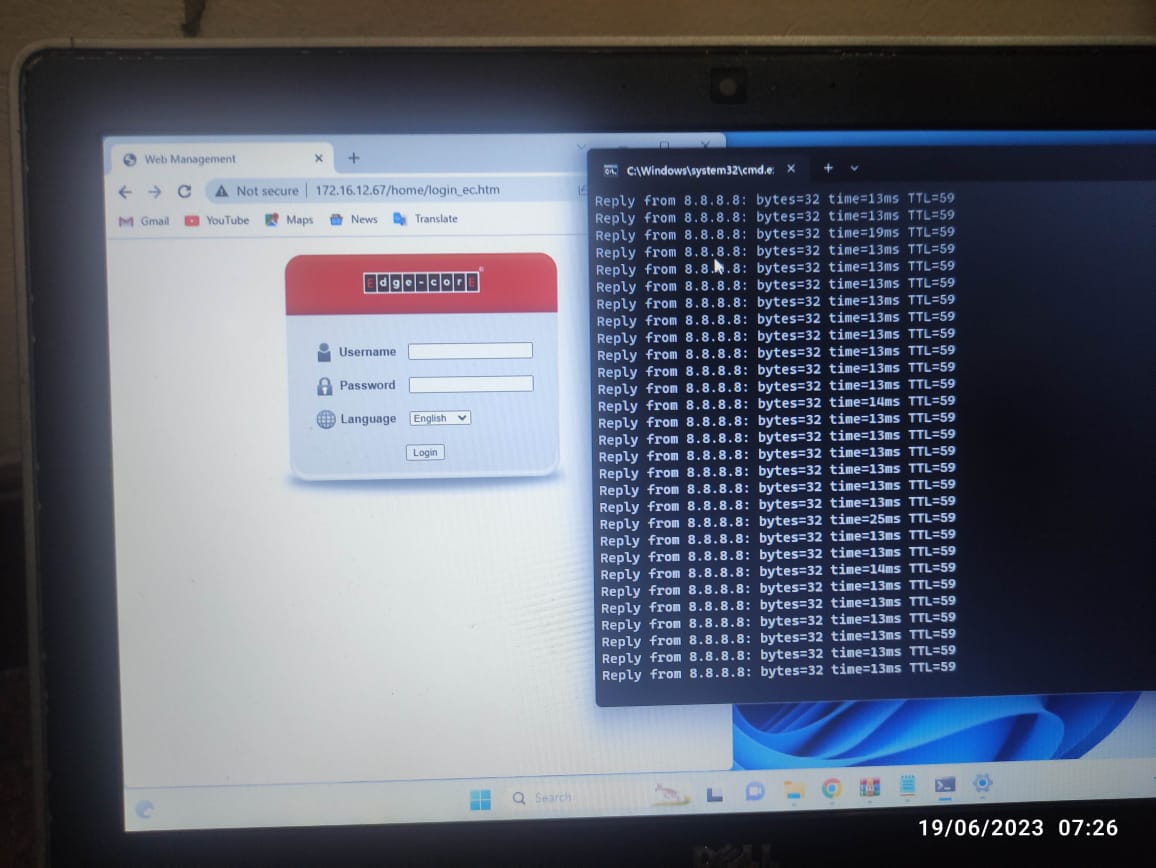 Web Management
Not secure
172.16.12.67/home/login_ec.htm
Gmail YouTube Maps News Translate
Edge-corE
Username
Password
Language English
Login
C:\Windows\system32\cmd.e:
Reply from 8.8.8.8: bytes=32 time=13ms TTL=59
Reply from 8.8.8.8: bytes=32 time=13ms TTL=59
Reply from 8.8.8.8: bytes=32 time=19ms TTL=59
Reply from 8.8.8.8: bytes=32 time=13ms TTL=59
Reply from 8.8.8.8: bytes=32 time=13ms TTL=59
Reply from 8.8.8.8: bytes=32 time=13ms TTL=59
Reply from 8.8.8.8: bytes=32 time=13ms TTL=59
Reply from 8.8.8.8: bytes=32 time=13ms TTL=59
Reply from 8.8.8.8: bytes=32 time=13ms TTL=59
Reply from 8.8.8.8: bytes=32 time=13ms TTL=59
Reply from 8.8.8.8: bytes=32 time=13ms TTL=59
Reply from 8.8.8.8: bytes=32 time=13ms TTL=59
Reply from 8.8.8.8: bytes=32 time=14ms TTL=59
Reply from 8.8.8.8: bytes=32 time=13ms TTL=59
Reply from 8.8.8.8: bytes=32 time=13ms TTL=59
Reply from 8.8.8.8: bytes=32 time=13ms TTL=59
Reply from 8.8.8.8: bytes=32 time=13ms TTL=59
Reply from 8.8.8.8: bytes=32 time=13ms TTL=59
Reply from 8.8.8.8: bytes=32 time=13ms TTL=59
Reply from 8.8.8.8: bytes=32 time=25ms TTL=59
Reply from 8.8.8.8: bytes=32 time=13ms TTL=59
Reply from 8.8.8.8: bytes=32 time=13ms TTL=59
Reply from 8.8.8.8: bytes=32 time=14ms TTL=59
Reply from 8.8.8.8: bytes=32 time=13ms TTL=59
Reply from 8.8.8.8: bytes=32 time=13ms TTL=59
Reply from 8.8.8.8: bytes=32 time=13ms TTL=59
Reply from 8.8.8.8: bytes=32 time=13ms TTL=59
Reply from 8.8.8.8: bytes=32 time=13ms TTL=59
Reply from 8.8.8.8: bytes=32 time=13ms TTL=59
Search
DELL
19/06/2023 07:26